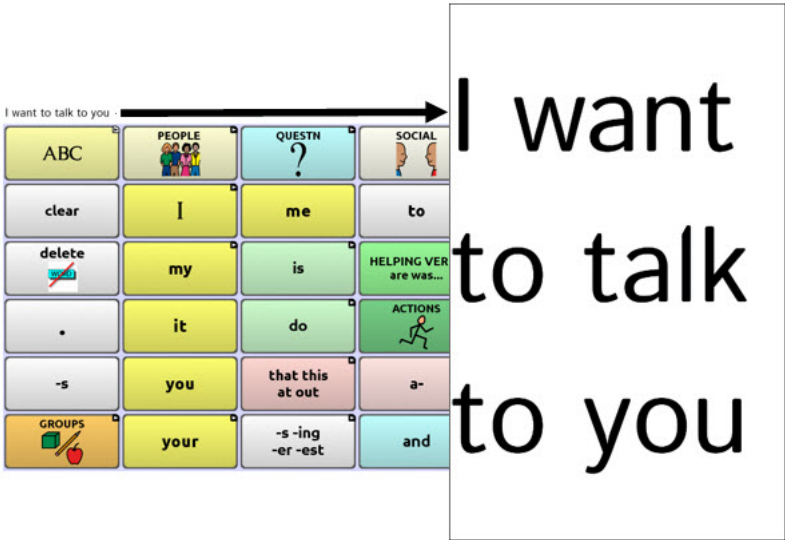 I want to talk to you
ABC
PEOPLE
QUESTN
?
SOCIAL
clear
I
me
to
delete
WORD
my
is
HELPING VER
are was...
.
it
do
ACTIONS
-s
you
that this
at out
a-
GROUPS
your
-s -ing
-er -est
and
I want
to talk
to you